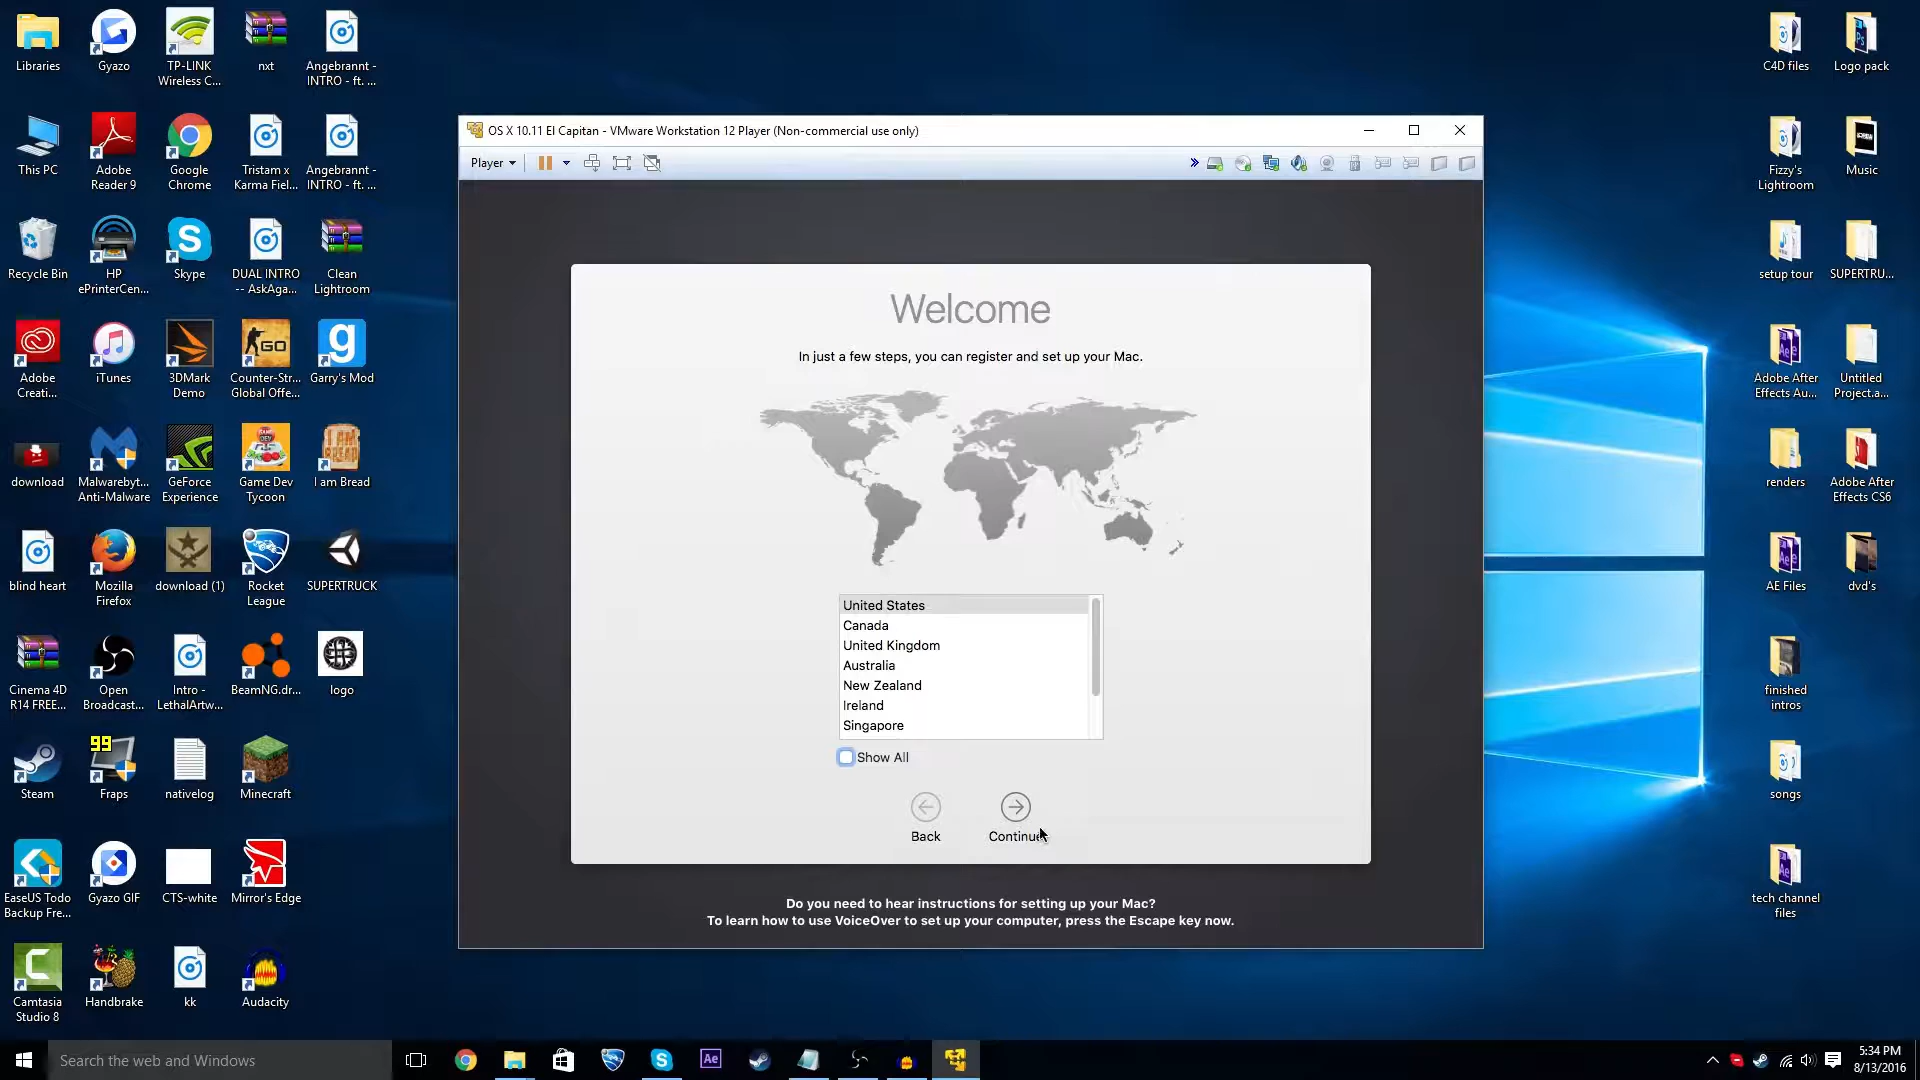 Libraries
Gyazo
TP-LINK
Wireless C...
nxt
Angebrannt -
INTRO - ft. ...
This PC
Adobe
Reader 9
Google
Chrome
Tristam x
Karma Fiel...
Angebrannt -
INTRO - ft. ...
Recycle Bin
HP
ePrinterCen...
Skype
DUAL INTRO
-- AskAga...
Clean
Lightroom
Adobe
Creati...
iTunes
3DMark
Demo
Counter-Str...
Global Offe...
Garry's Mod
download
Malwarebyt...
Anti-Malware
GeForce
Experience
Game Dev
Tycoon
I am Bread
blind heart
Mozilla
Firefox
download (1)
Rocket
League
SUPERTRUCK
Cinema 4D
R14 FREE...
Open
Broadcast...
Intro -
LethalArtw...
BeamNG.dr...
logo
99
Steam
Fraps
nativelog
Minecraft
EaseUS Todo
Backup Fre...
Gyazo GIF
CTS-white
Mirror's Edge
Camtasia
Studio 8
Handbrake
kk
Audacity
OS X 10.11 El Capitan - VMware Workstation 12 Player (Non-commercial use only)
Player
Welcome
In just a few steps, you can register and set up your Mac.
United States
Canada
United Kingdom
Australia
New Zealand
Ireland
Singapore
Show All
Back
Continue
Do you need to hear instructions for setting up your Mac?
To learn how to use VoiceOver to set up your computer, press the Escape key now.
C4D files
Logo pack
Fizzy's
Lightroom
Music
setup tour
SUPERTRU...
Adobe After
Effects Au...
Untitled
Project.a...
renders
Adobe After
Effects CS6
AE Files
dvd's
finished
intros
songs
tech channel
files
Search the web and Windows
Ae
5:34 PM
8/13/2016